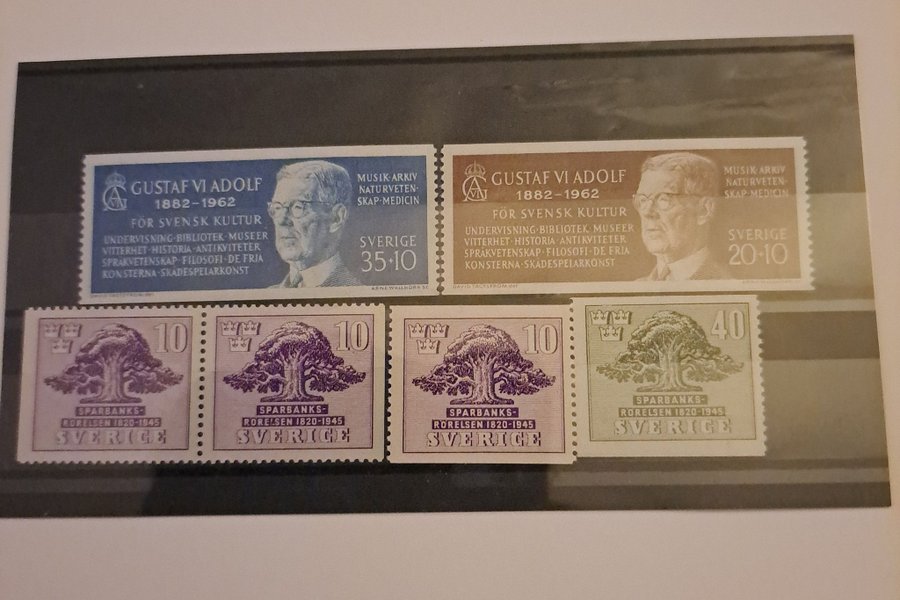 GUSTAF VI ADOLF
1882-1962
FÖR SVENSK KULTUR
UNDERVISNING·BIBLIOTEK·MUSEER
VITTERHET·HISTORIA·ANTIKVITETER
SPRÅKVETENSKAP·FILOSOFI·DE FRIA
KONSTERNA·SKÅDESPELARKONST
MUSIK·ARKIV
NATURVETEN-
SKAP·MEDICIN
SVERIGE
35·10
GUSTAF VI ADOLF
1882-1962
FÖR SVENSK KULTUR
UNDERVISNING·BIBLIOTEK·MUSEER
VITTERHET·HISTORIA·ANTIKVITETER
SPRÅKVETENSKAP·FILOSOFI·DE FRIA
KONSTERNA·SKÅDESPELARKONST
MUSIK·ARKIV
NATURVETEN-
SKAP·MEDICIN
SVERIGE
20·10
10
SPARBANKS-
RÖRELSEN 1820-1945
SVERIGE
10
SPARBANKS-
RÖRELSEN 1820-1945
SVERIGE
10
SPARBANKS-
RÖRELSEN 1820-1945
SVERIGE
40
SPARBANKS-
RÖRELSEN 1820-1945
SVERIGE